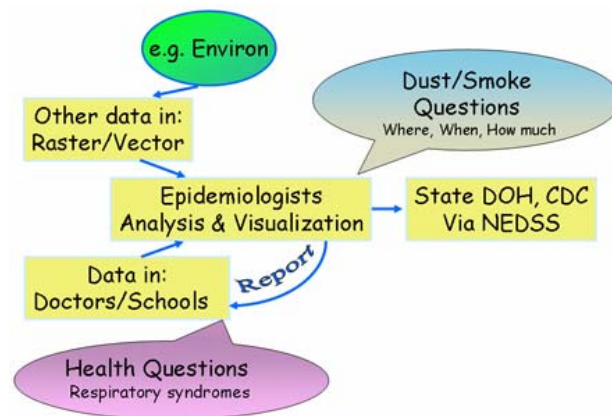 e.g. Environ
Dust/Smoke
Questions
Where, When, How much
Other data in:
Raster/Vector
Epidemiologists
Analysis & Visualization
State DOH, CDC
Via NEDSS
Data in:
Doctors/Schools
Report
Health Questions
Respiratory syndromes